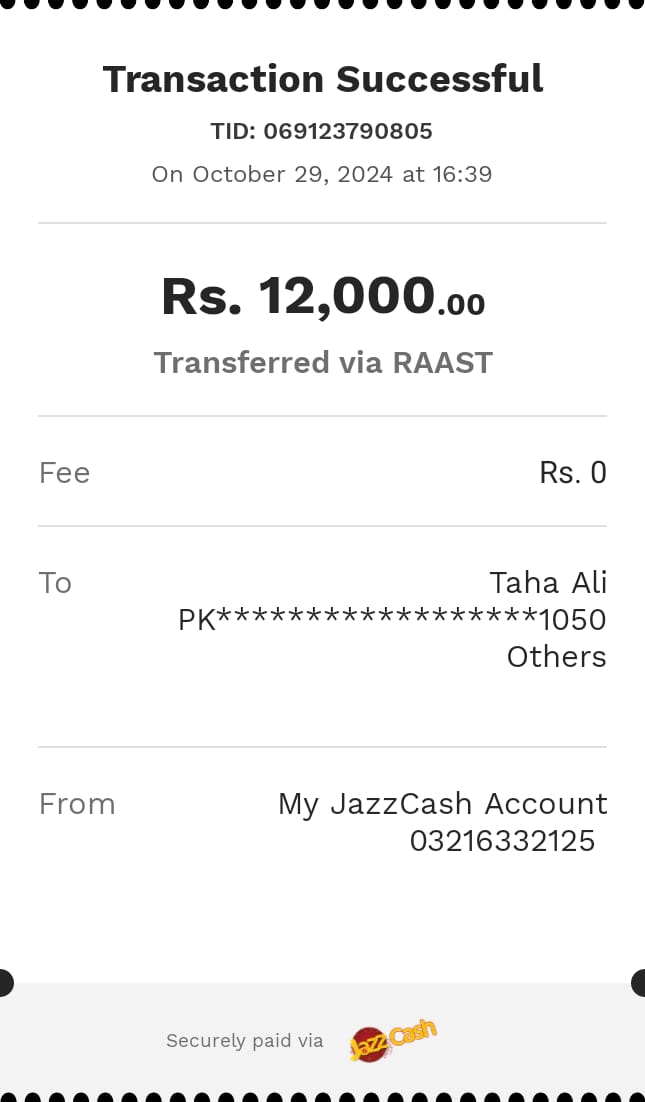 Transaction Successful
TID: 069123790805
On October 29, 2024 at 16:39
Rs. 12,000.00
Transferred via RAAST
Fee Rs. 0
To Taha Ali
PK******************1050
Others
From My JazzCash Account
03216332125
Securely paid via JazzCash